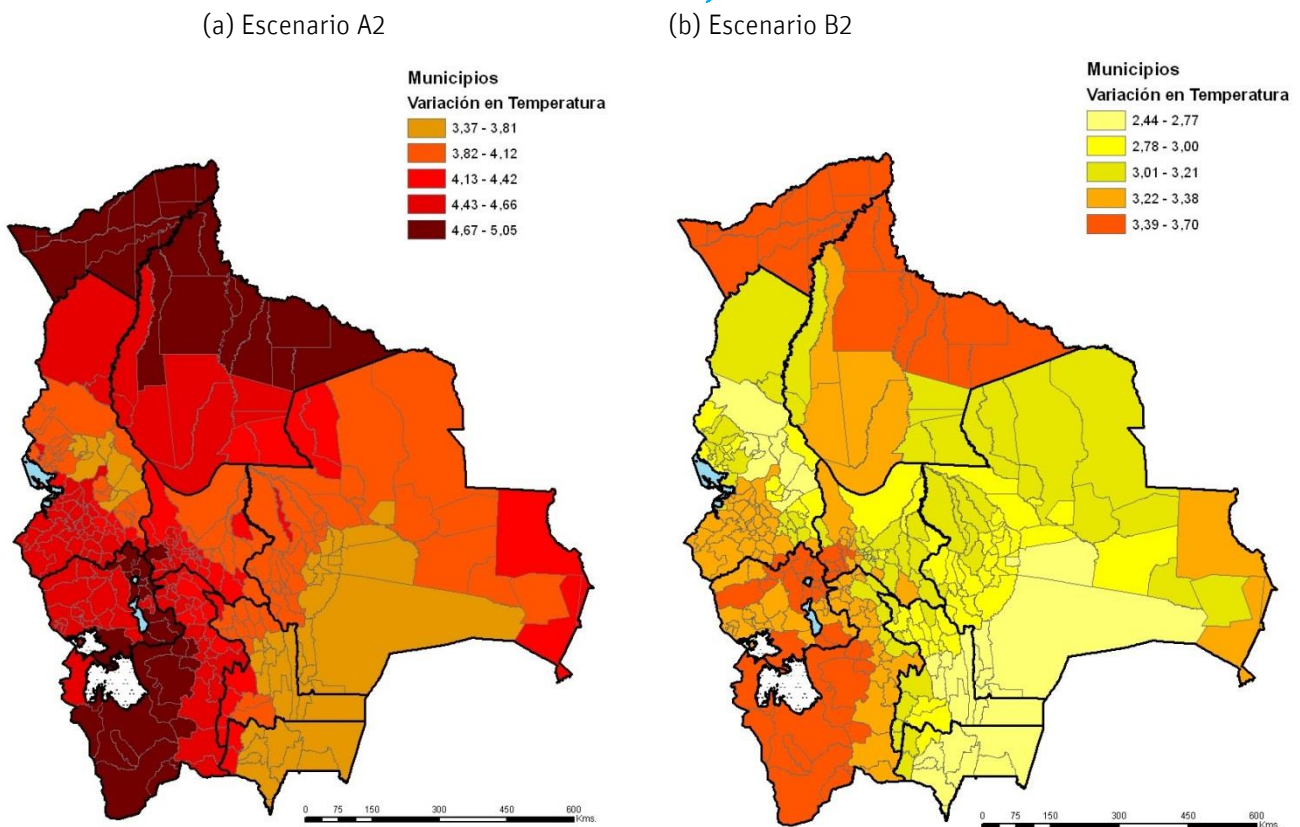 (a) Escenario A2
(b) Escenario B2
Municipios
Variación en Temperatura
3,37 - 3,81
3,82 - 4,12
4,13 - 4,42
4,43 - 4,66
4,67 - 5,05
Municipios
Variación en Temperatura
2,44 - 2,77
2,78 - 3,00
3,01 - 3,21
3,22 - 3,38
3,39 - 3,70
0 75 150 300 450 600
Kms.
0 75 150 300 450 600
Kms.